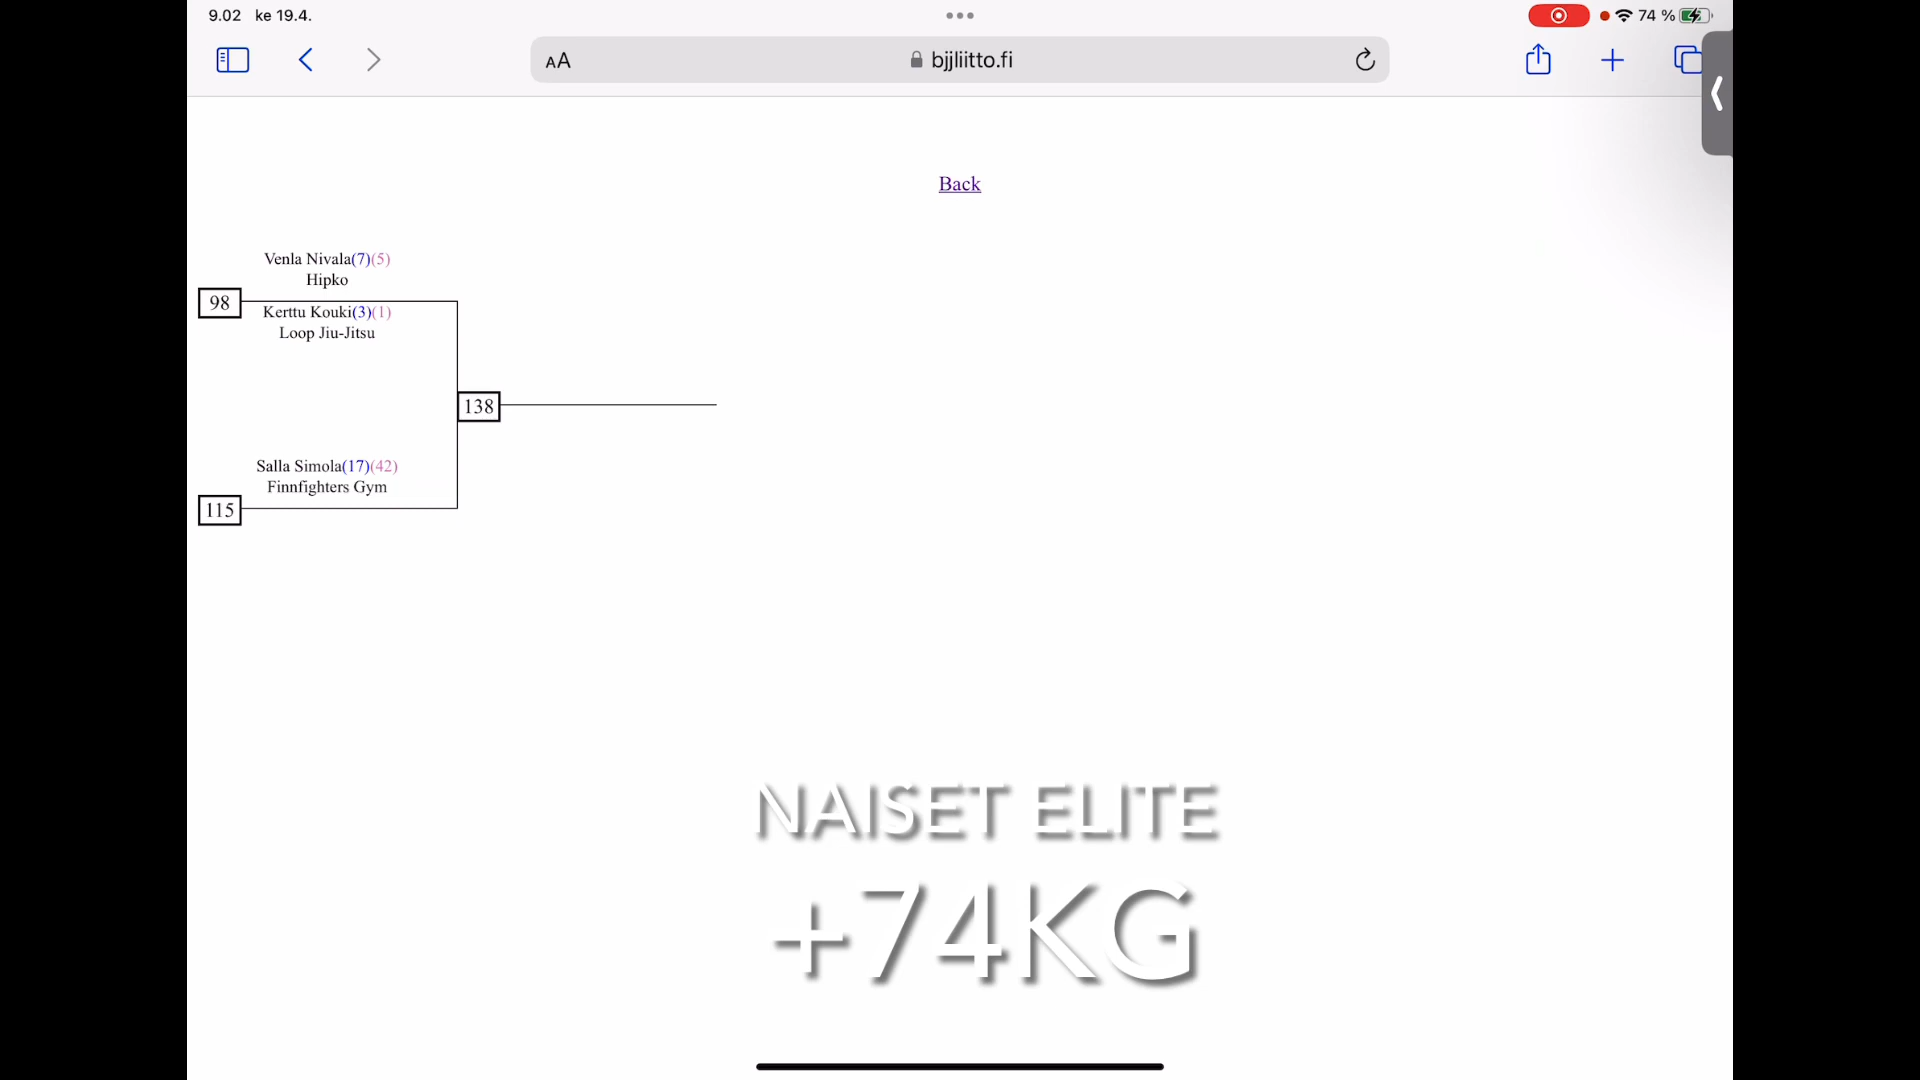 9.02 ke 19.4.
74 %
AA
bjjliitto.fi
Back
Venla Nivala(7)(5)
Hipko
98
Kerttu Kouki(3)(1)
Loop Jiu-Jitsu
138
Salla Simola(17)(42)
Finnfighters Gym
115
NAISET ELITE
+74KG